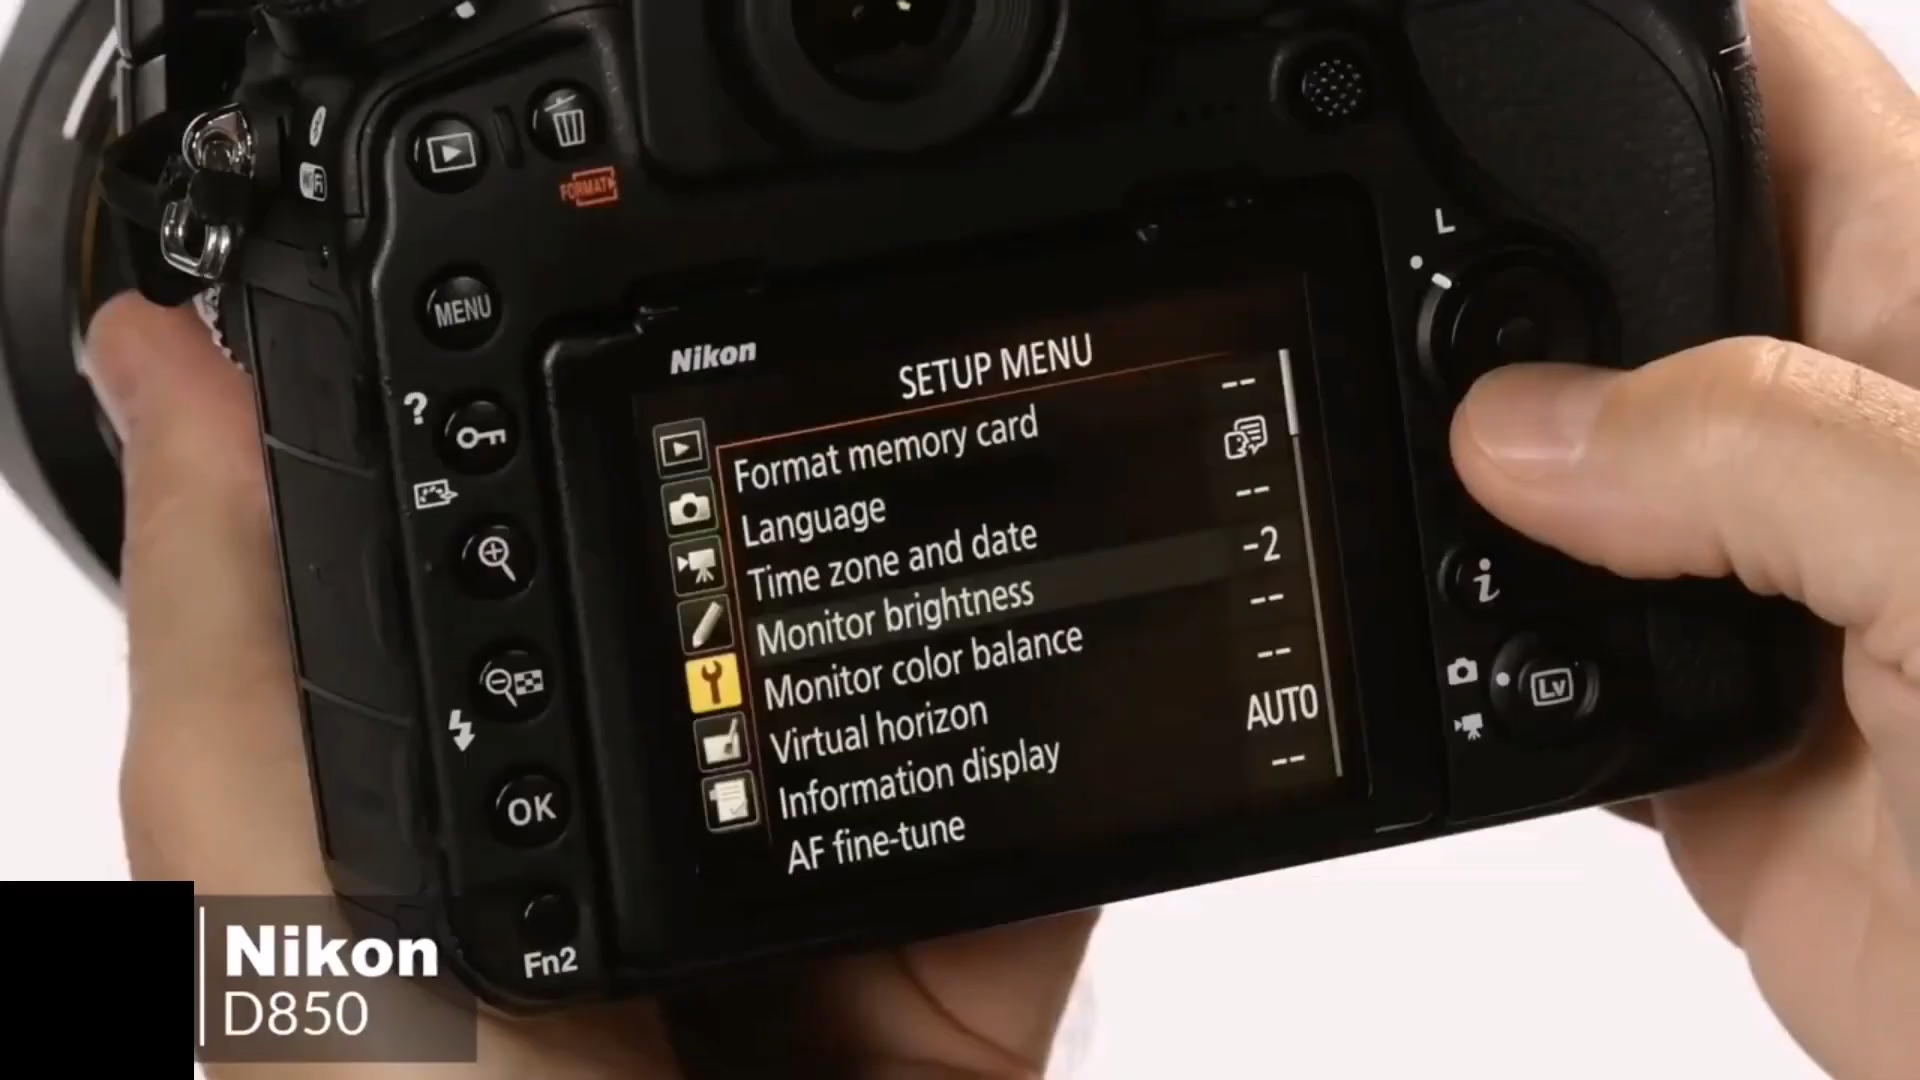 FORMAT
L
MENU
Nikon
SETUP MENU
Format memory card --
Language
Time zone and date --
Monitor brightness -2
Monitor color balance --
Virtual horizon --
Information display AUTO
AF fine-tune --
?
i
Lv
OK
Fn2
Nikon
D850